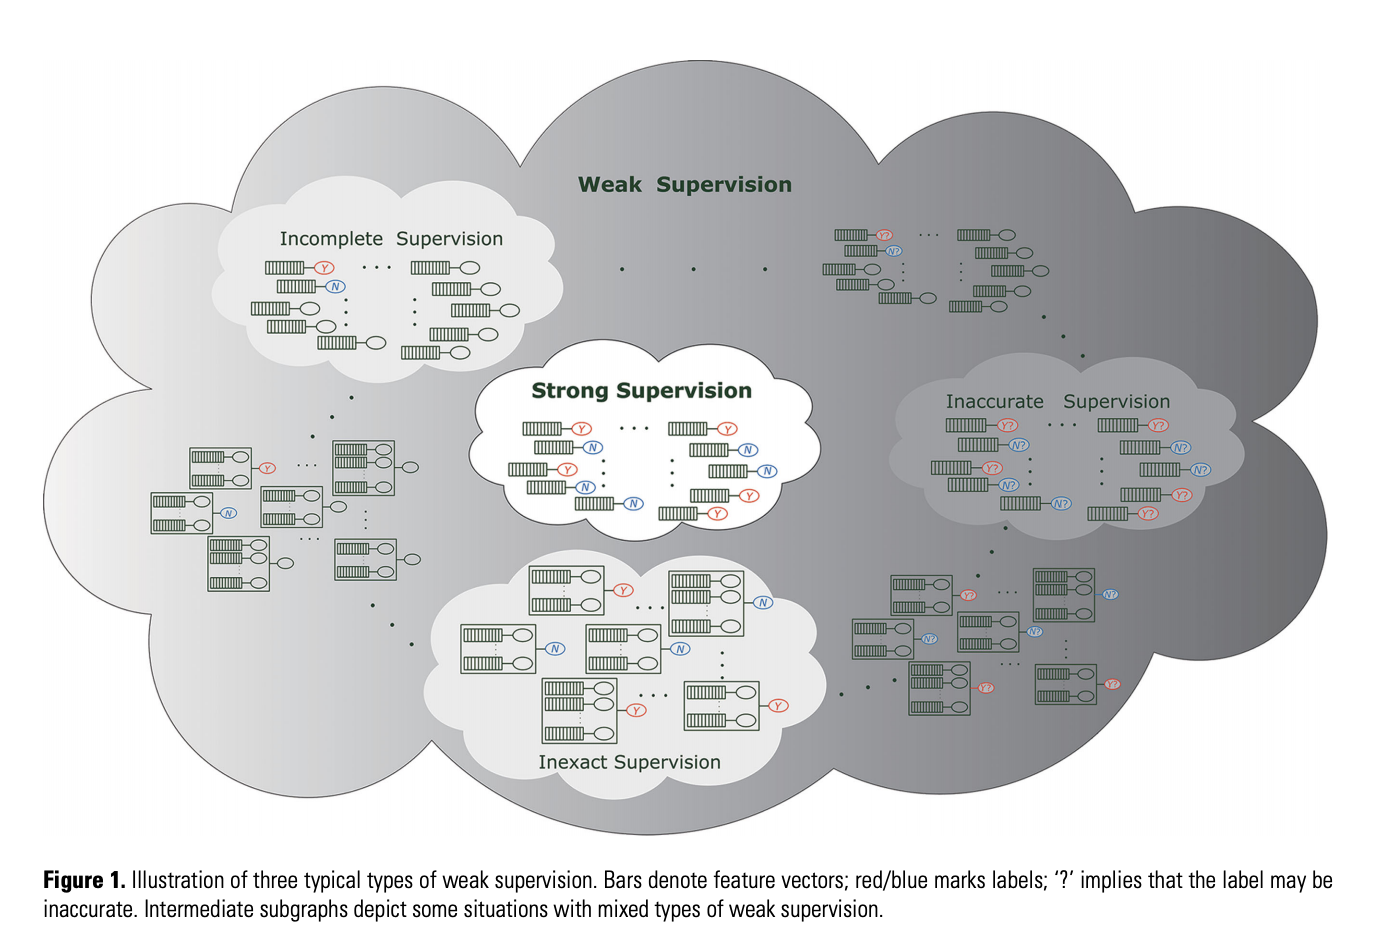 Weak Supervision
Y?
N?
Incomplete Supervision
Y
N
Strong Supervision
Y
Y
N
N
Y
N
N
Y
N
Y
Inaccurate Supervision
Y?
Y?
N?
N?
Y?
N?
N?
Y?
N?
Y?
Y
N
Y
N
N
N
Y
Y
Inexact Supervision
Y?
N?
N?
N?
Y?
Y?
Figure 1. Illustration of three typical types of weak supervision. Bars denote feature vectors; red/blue marks labels; ‘?’ implies that the label may be
inaccurate. Intermediate subgraphs depict some situations with mixed types of weak supervision.